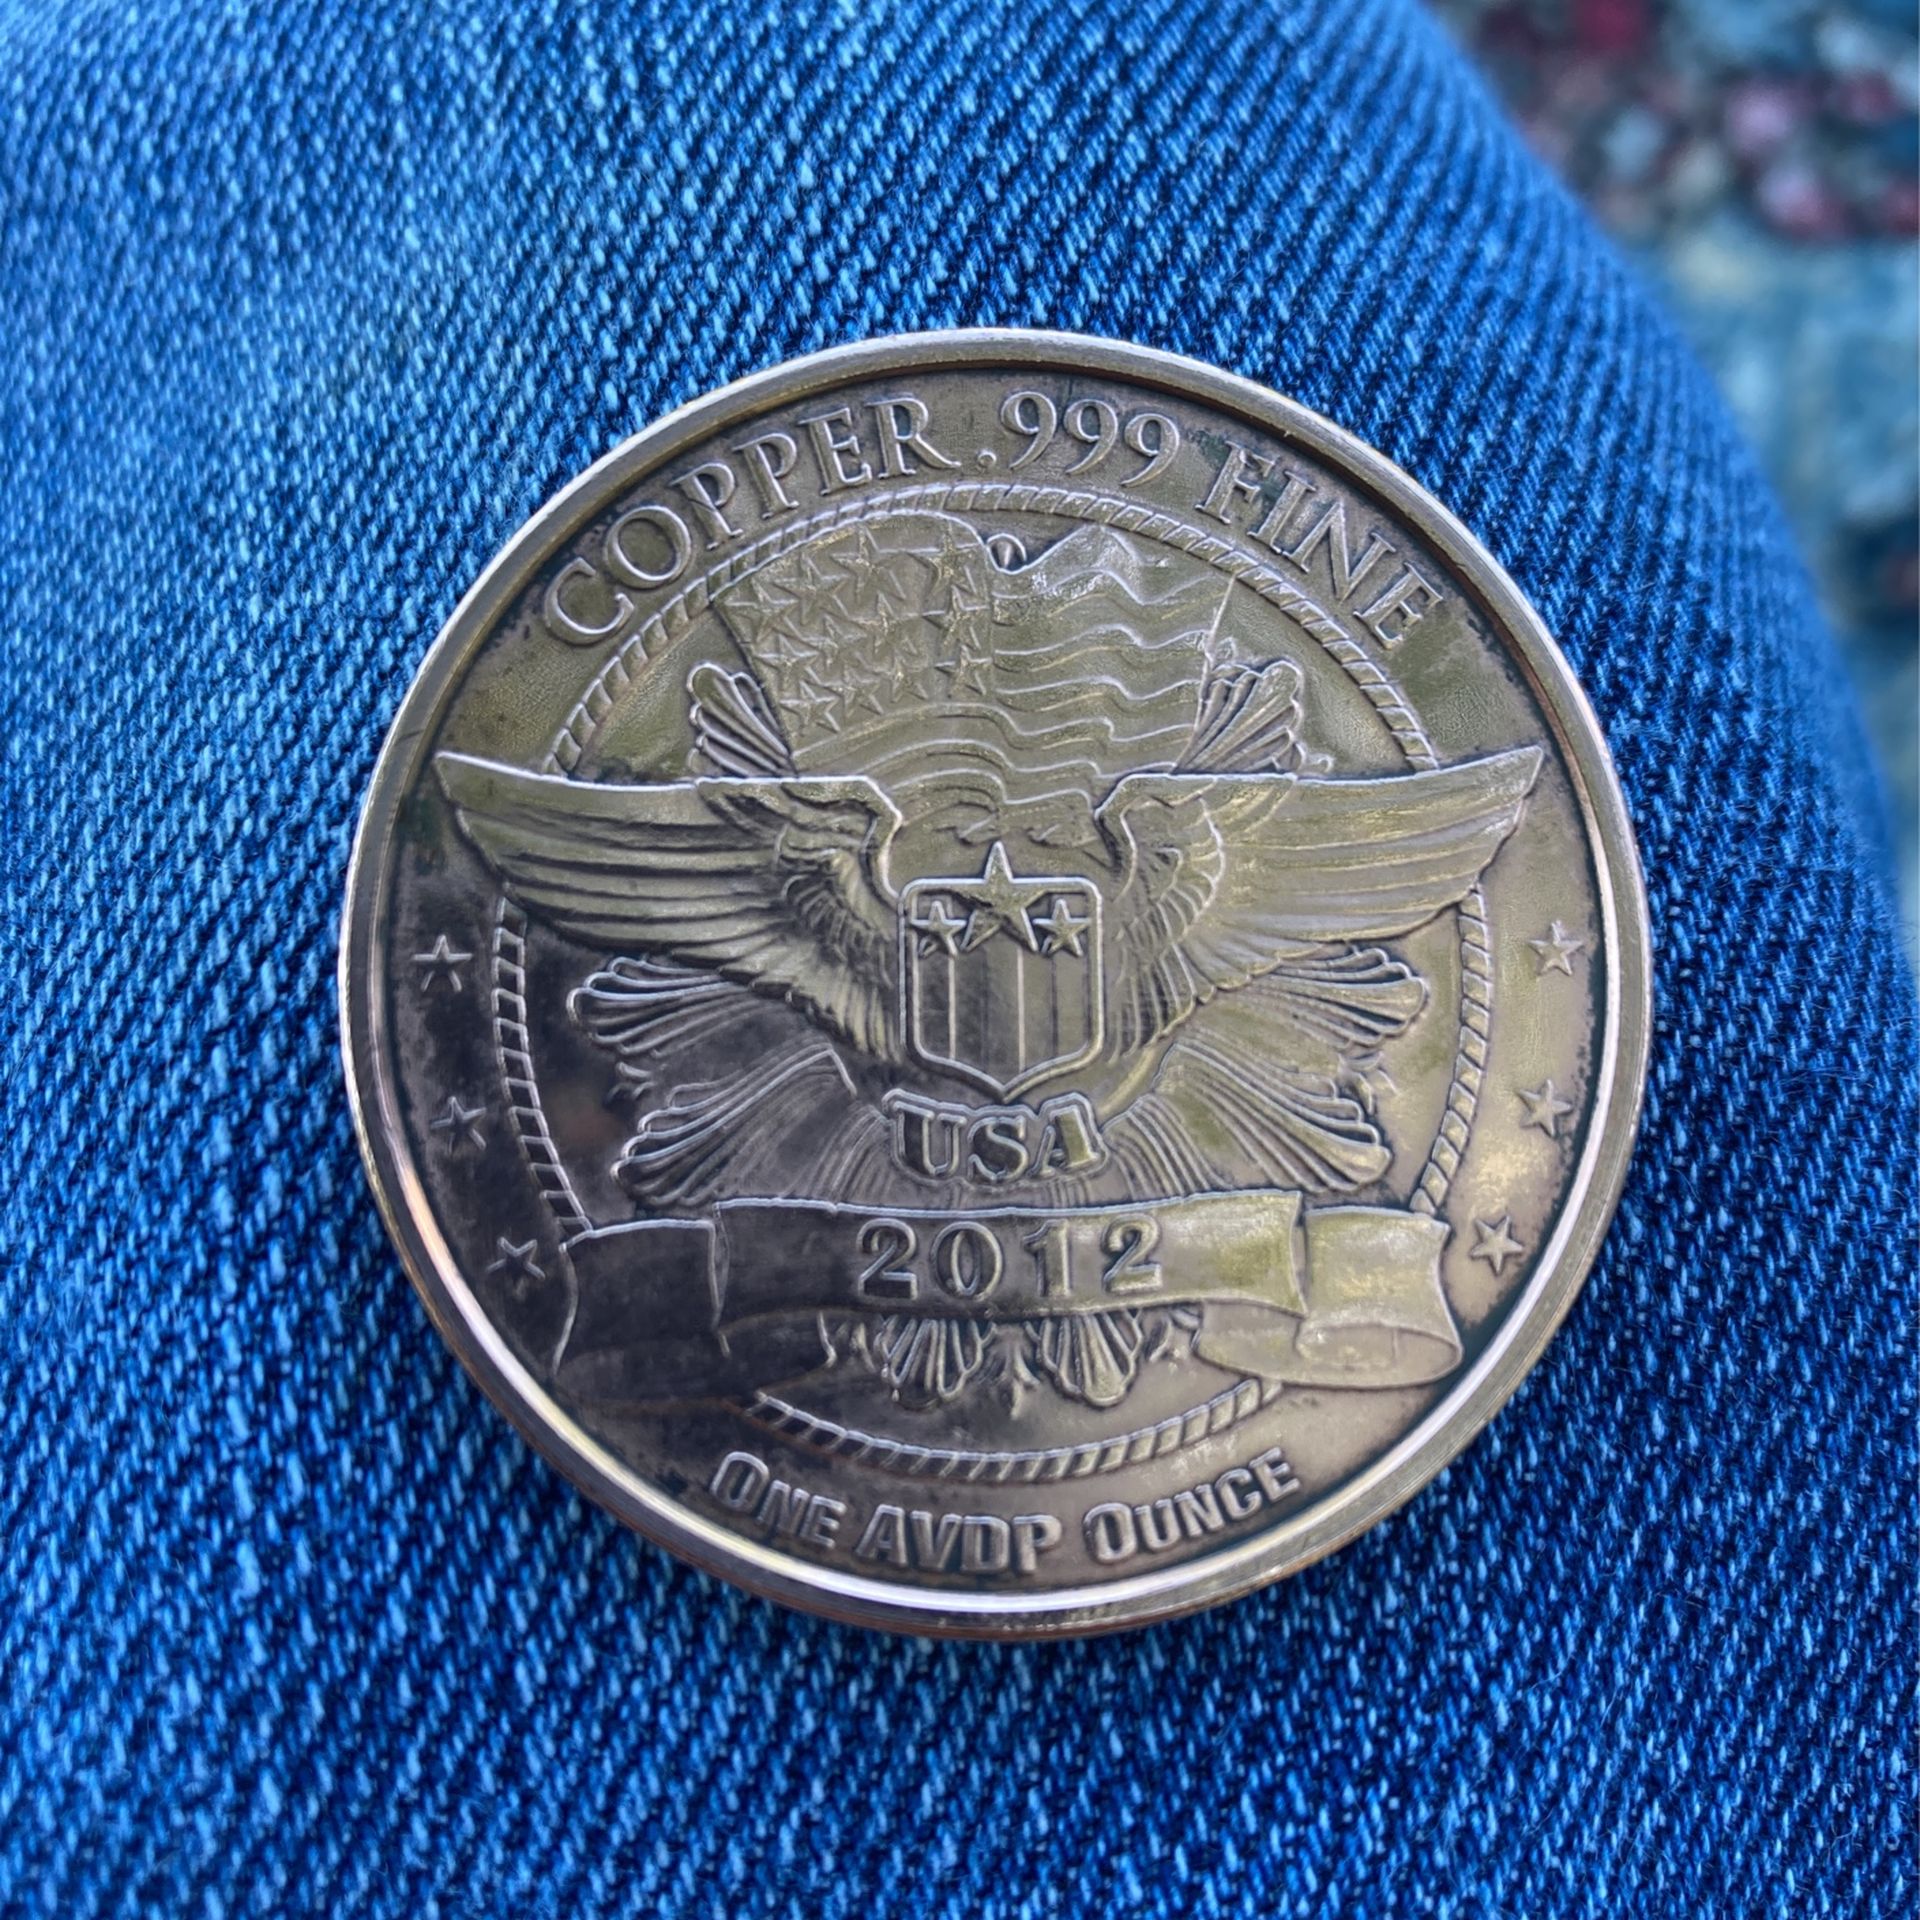 COPPER .999 FINE
USA
2012
ONE AVDP OUNCE